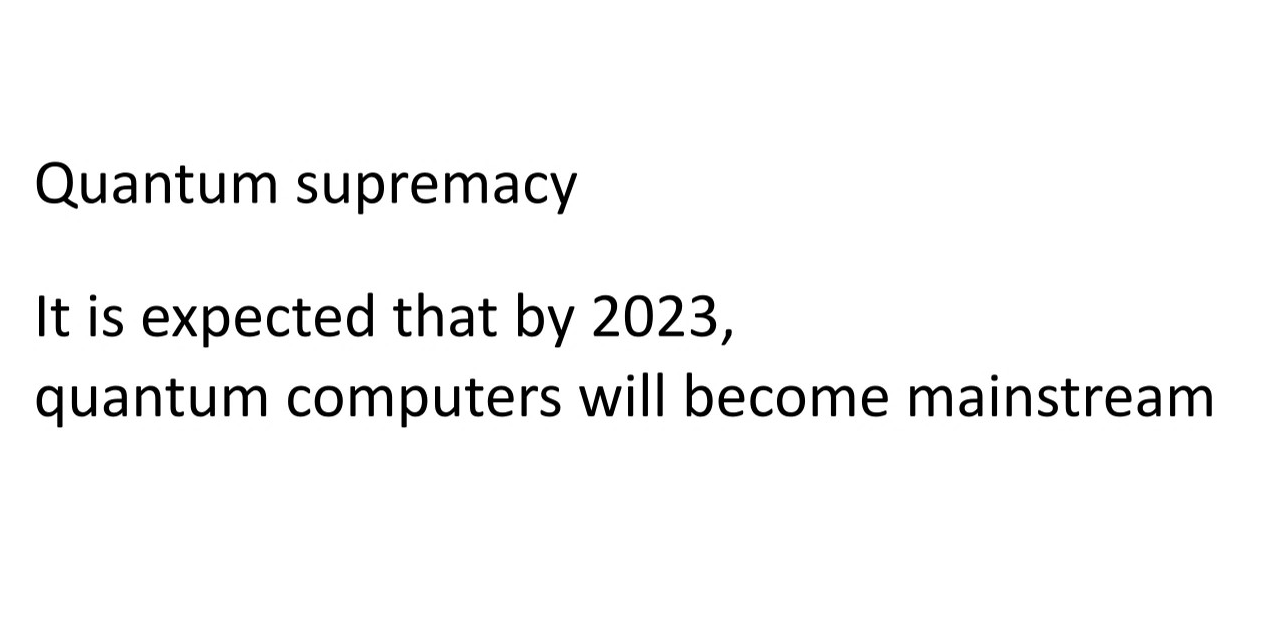 Quantum supremacy
It is expected that by 2023,
quantum computers will become mainstream